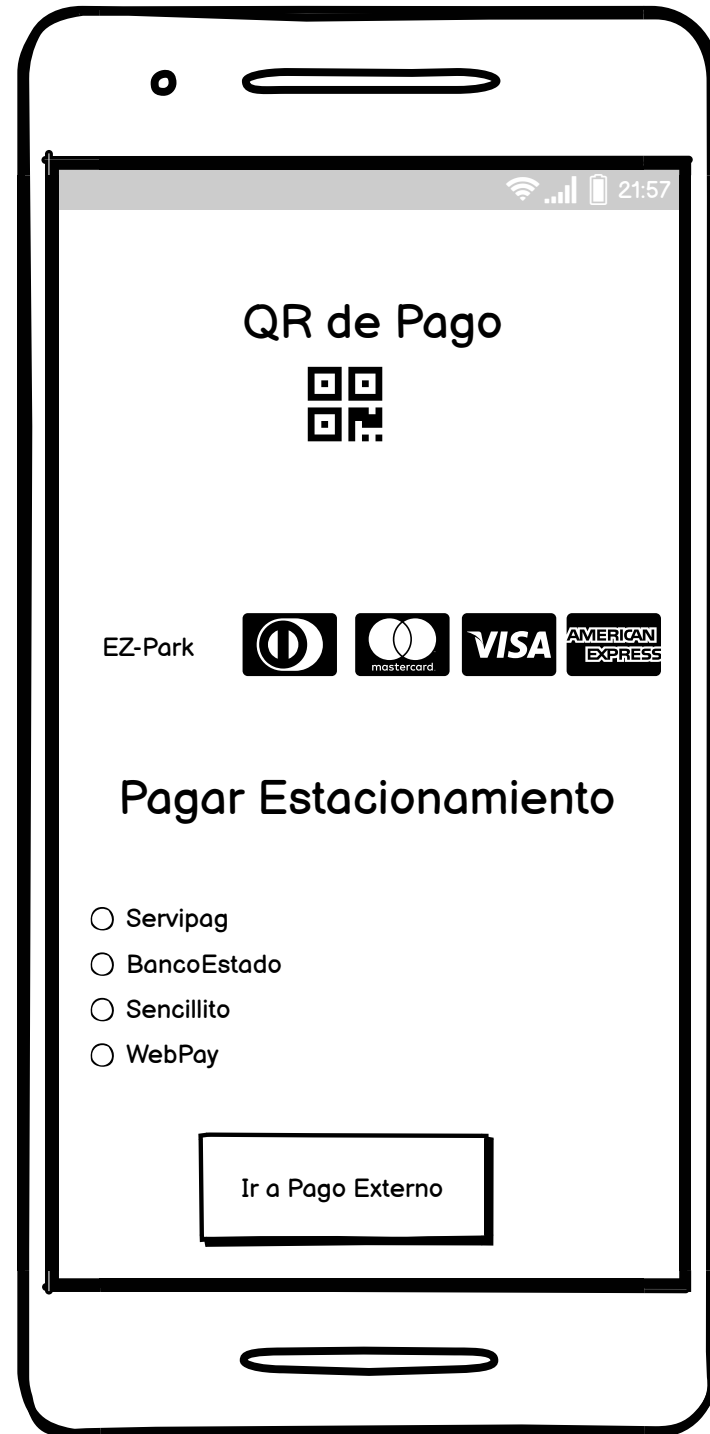 21:57
QR de Pago
EZ-Park
mastercard.
VISA
AMERICAN
EXPRESS
Pagar Estacionamiento
Servipag
BancoEstado
Sencillito
WebPay
Ir a Pago Externo